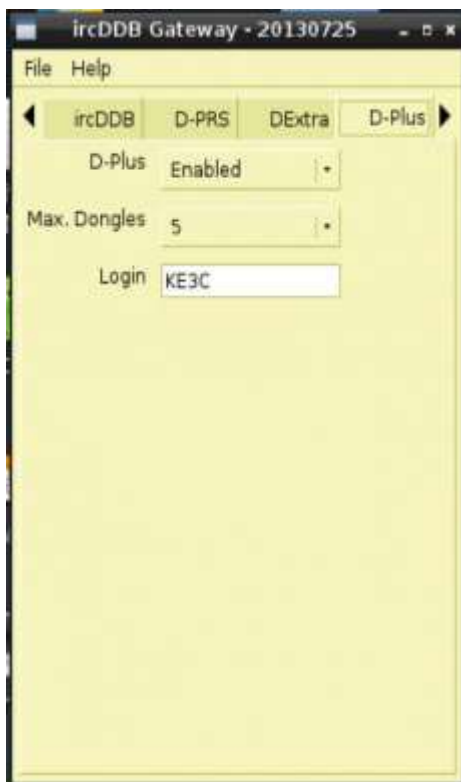 ircDDB Gateway - 20130725
File Help
ircDDB D-PRS DExtra D-Plus
D-Plus Enabled
Max. Dongles 5
Login KE3C